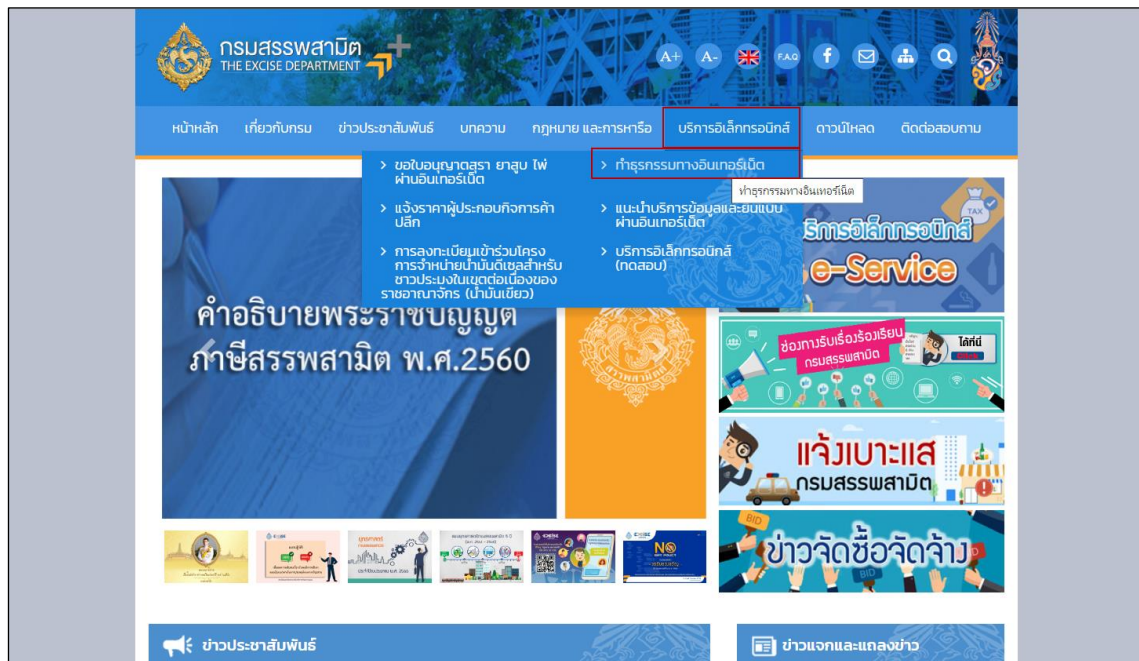 กรมสรรพสามิต
THE EXCISE DEPARTMENT
A+ A- F.A.Q f
หน้าหลัก เกี่ยวกับกรม ข่าวประชาสัมพันธ์ บทความ กฎหมาย และการหารือ บริการอิเล็กทรอนิกส์ ดาวน์โหลด ติดต่อสอบถาม
> ขอใบอนุญาตสุรา ยาสูบ ไพ่
ผ่านอินเทอร์เน็ต
> ทำธุรกรรมทางอินเทอร์เน็ต
ทำธุรกรรมทางอินเทอร์เน็ต
> แจ้งราคาผู้ประกอบกิจการค้า
ปลีก
> แนะนำบริการข้อมูลและยื่นแบบ
ผ่านอินเทอร์เน็ต
> การลงทะเบียนเข้าร่วมโครง
การจำหน่ายน้ำมันดีเซลสำหรับ
ชาวประมงในเขตต่อเนื่องของ
ราชอาณาจักร (น้ำมันเขียว)
> บริการอิเล็กทรอนิกส์
(ทดสอบ)
คำอธิบายพระราชบัญญัติ
ภาษีสรรพสามิต พ.ศ.2560
สรรพสามิตต์
TAX
บริการอิเล็กทรอนิกส์
e-Service
ช่องทางรับเรื่องร้องเรียน
กรมสรรพสามิต
ได้ที่นี่
แจ้งเบาะแส
กรมสรรพสามิต
BID
BID
ข่าวจัดซื้อจัดจ้าง
BID
NO
ข่าวประชาสัมพันธ์
ข่าวแจกและแถลงข่าว